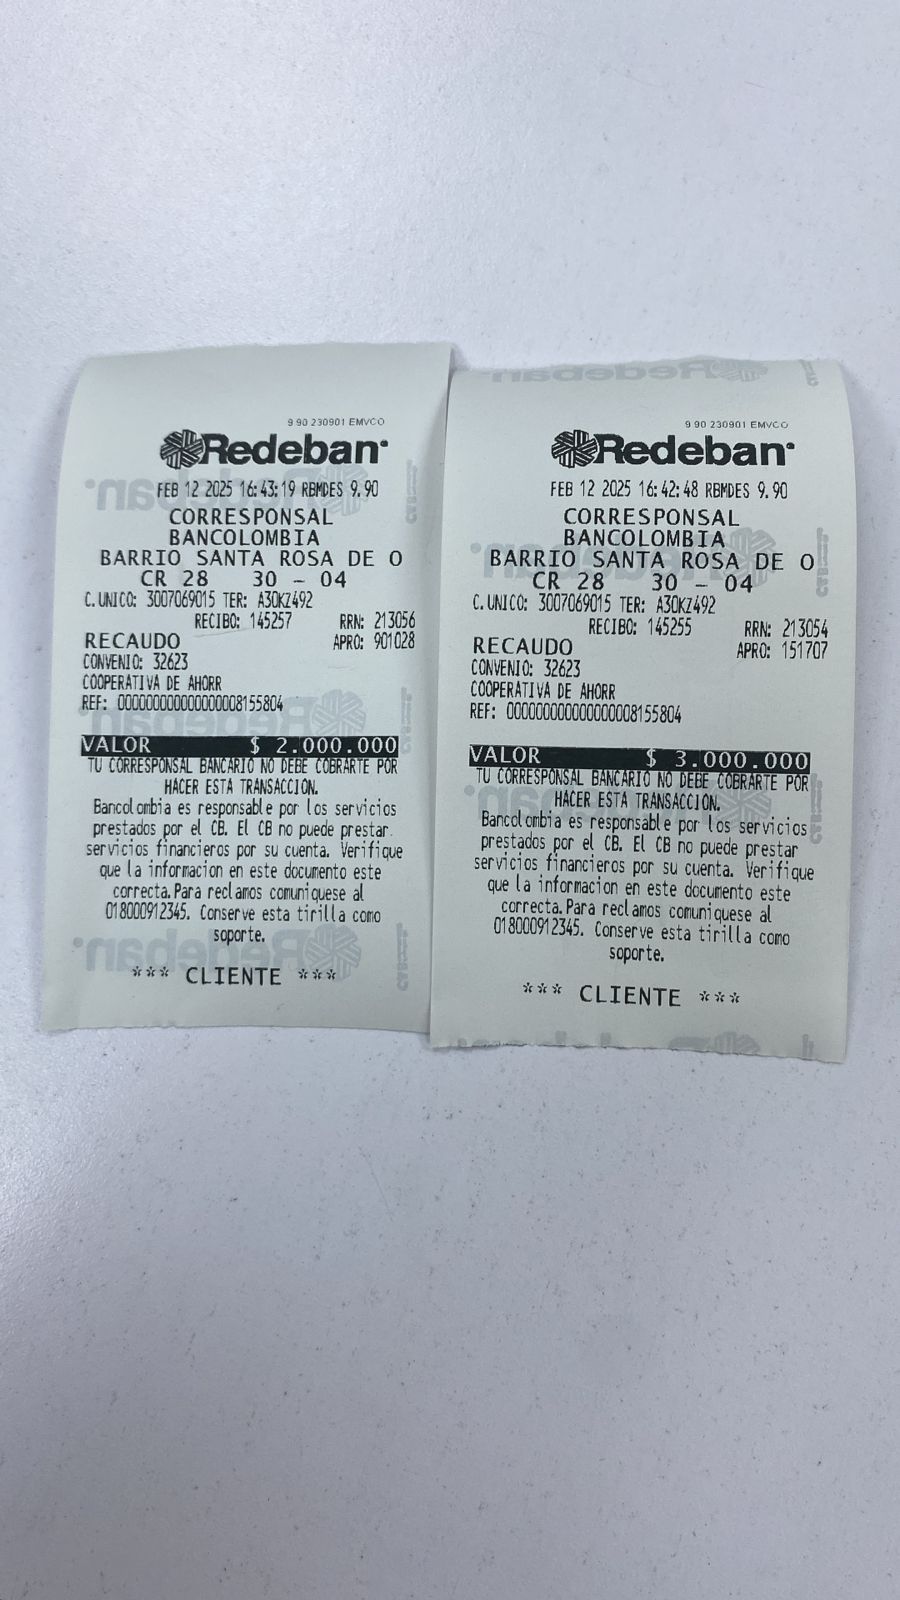 9 90 230901 EMVCO
Redeban
FEB 12 2025 16:43:19 RBMDES 9.90
CORRESPONSAL
BANCOLOMBIA
BARRIO SANTA ROSA DE O
CR 28 30 - 04
C.UNICO: 3007069015 TER: A30KZ492
RECIBO: 145257 RRN: 213056
RECAUDO APRO: 901028
CONVENIO: 32623
COOPERATIVA DE AHORR
REF: 00000000000000008155804
VALOR $ 2.000.000
TU CORRESPONSAL BANCARIO NO DEBE COBRARTE POR
HACER ESTA TRANSACCION.
Bancolombia es responsable por los servicios
prestados por el CB. El CB no puede prestar
servicios financieros por su cuenta. Verifique
que la informacion en este documento este
correcta.Para reclamos comuniquese al
018000912345. Conserve esta tirilla como
soporte.
*** CLIENTE ***
9 90 230901 EMVCO
Redeban
FEB 12 2025 16:42:48 RBMDES 9.90
CORRESPONSAL
BANCOLOMBIA
BARRIO SANTA ROSA DE O
CR 28 30 - 04
C.UNICO: 3007069015 TER: A30KZ492
RECIBO: 145255 RRN: 213054
RECAUDO APRO: 151707
CONVENIO: 32623
COOPERATIVA DE AHORR
REF: 00000000000000008155804
VALOR $ 3.000.000
TU CORRESPONSAL BANCARIO NO DEBE COBRARTE POR
HACER ESTA TRANSACCION.
Bancolombia es responsable por los servicios
prestados por el CB. El CB no puede prestar
servicios financieros por su cuenta. Verifique
que la informacion en este documento este
correcta.Para reclamos comuniquese al
018000912345. Conserve esta tirilla como
soporte.
*** CLIENTE ***